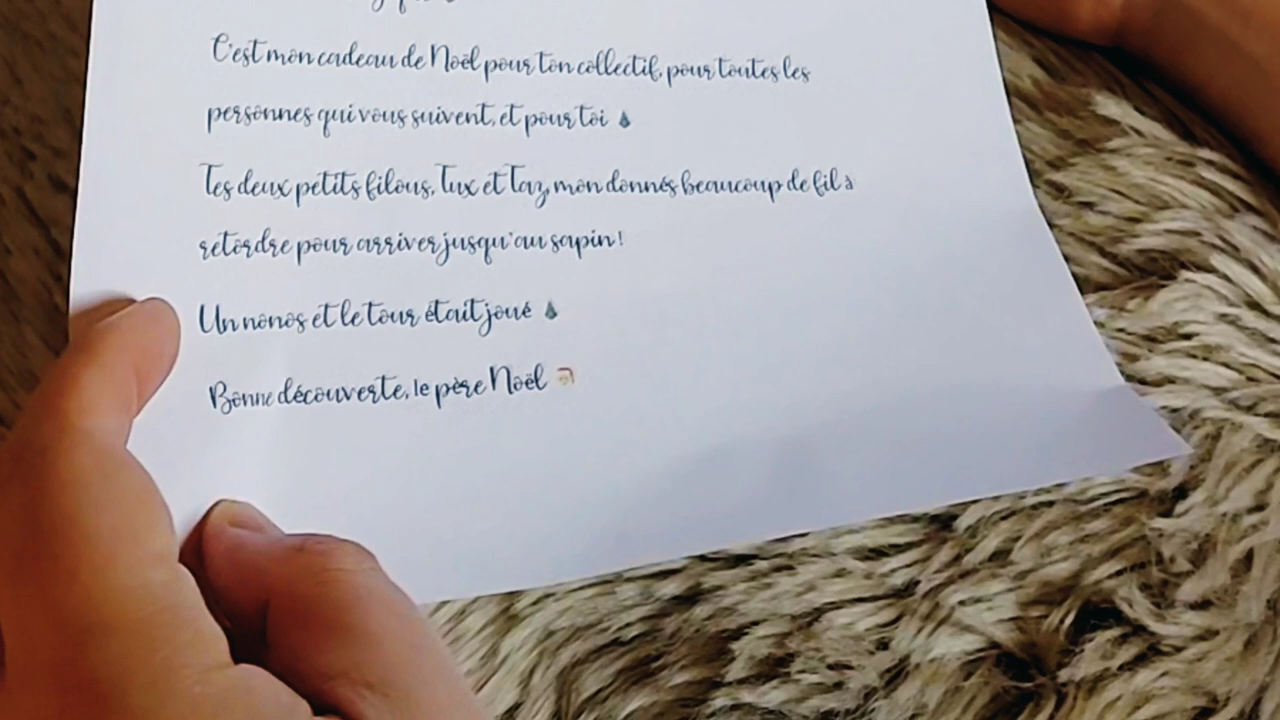 C'est mon cadeau de Noël pour ton collectif, pour toutes les
personnes qui vous suivent, et pour toi
Tes deux petits filous, Tux et Taz, mon donnés beaucoup de fil à
retordre pour arriver jusqu'au sapin !
Un nonos et le tour était joué
Bonne découverte, le père Noël